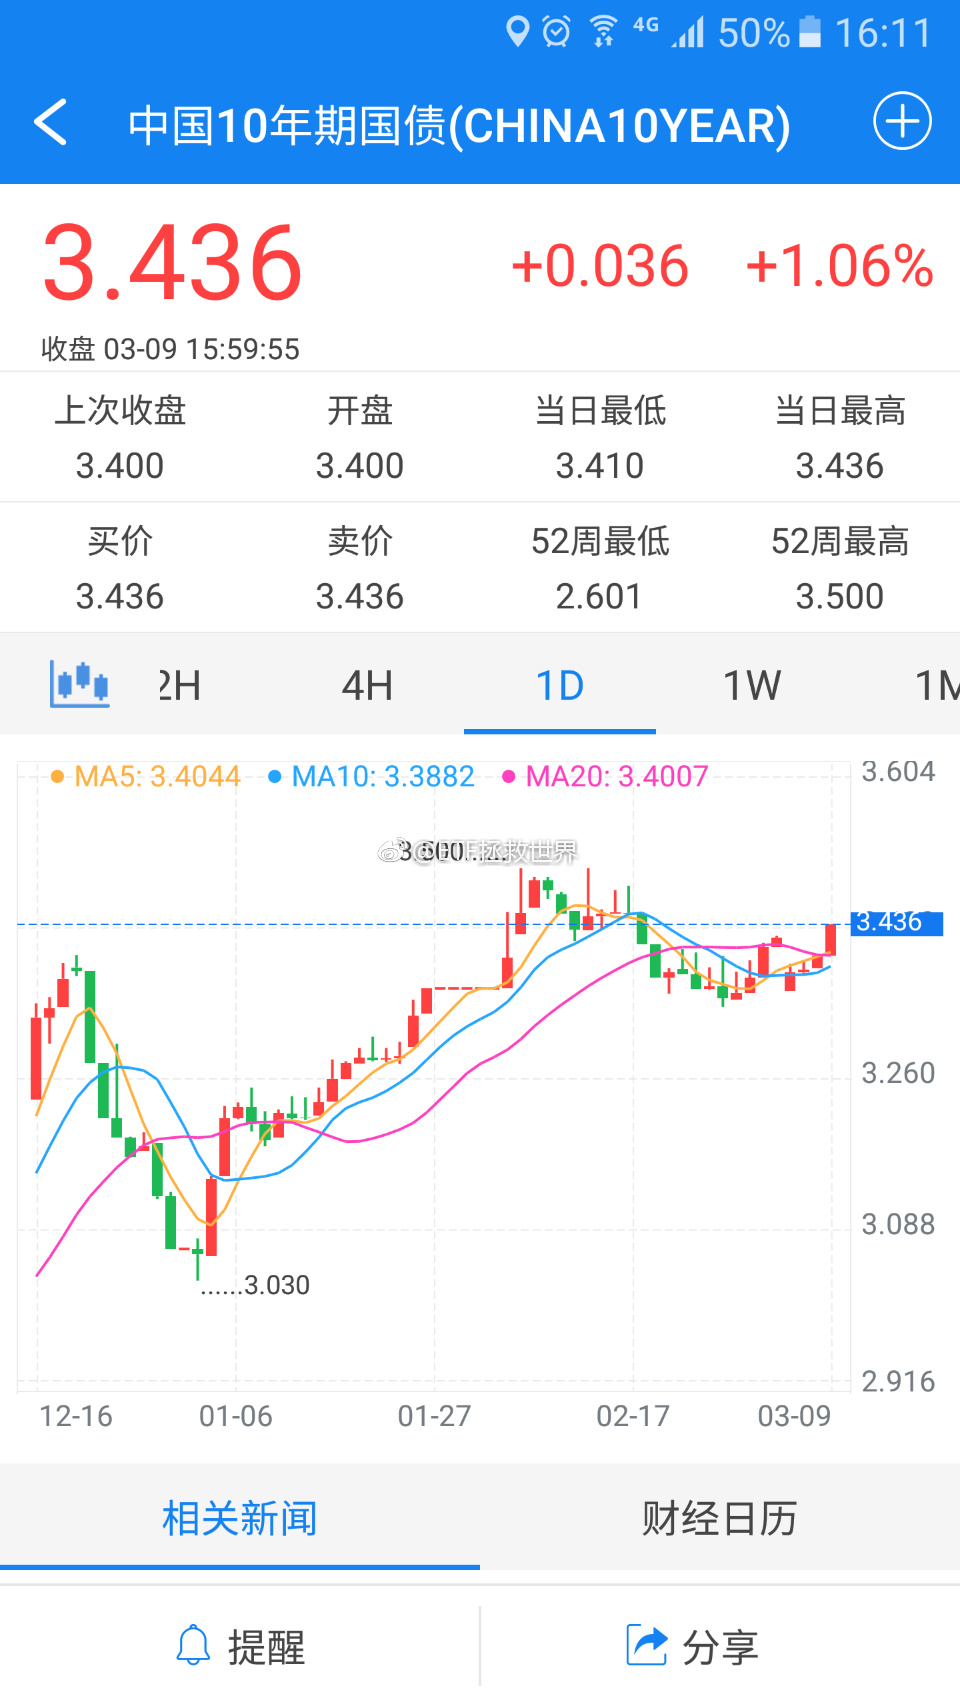 4G 50% 16:11
中国10年期国债(CHINA10YEAR)
3.436 +0.036 +1.06%
收盘 03-09 15:59:55
上次收盘 开盘 当日最低 当日最高
3.400 3.400 3.410 3.436
买价 卖价 52周最低 52周最高
3.436 3.436 2.601 3.500
2H 4H 1D 1W 1M
MA5: 3.4044 MA10: 3.3882 MA20: 3.4007
3.604
3.500......
拯救世界
3.436
3.260
3.088
......3.030
2.916
12-16 01-06 01-27 02-17 03-09
相关新闻 财经日历
提醒 分享